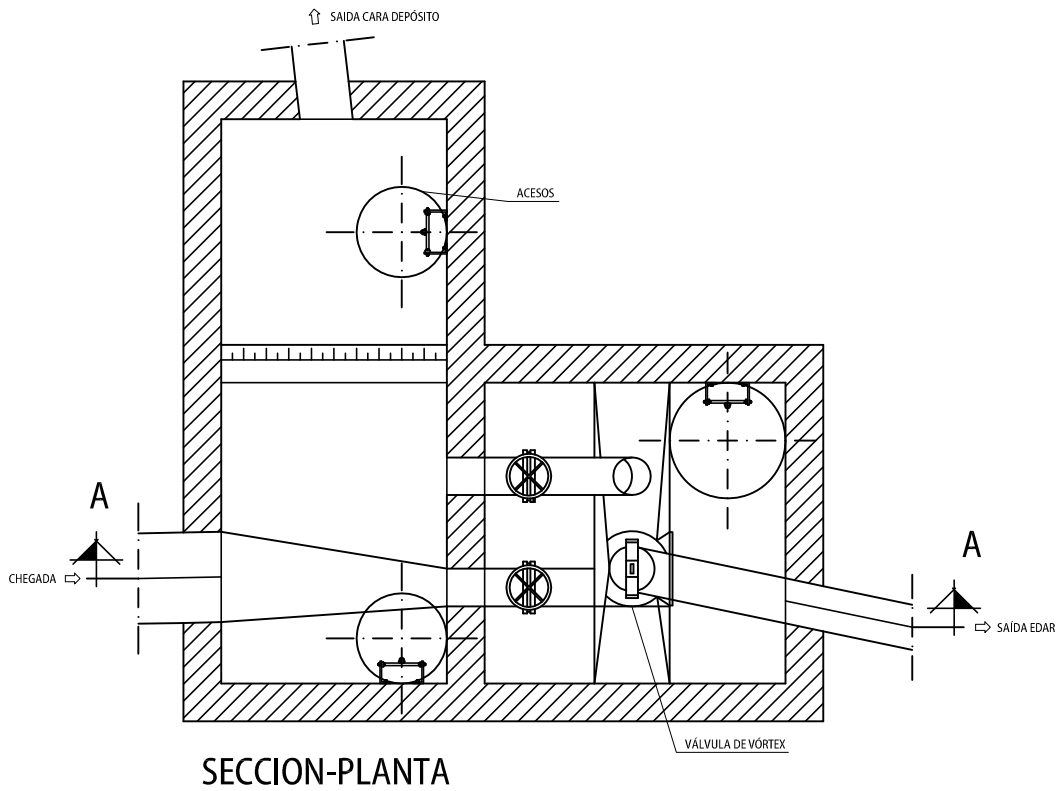 SAIDA CARA DEPÓSITO
ACESOS
A
A
CHEGADA
SAÍDA EDAR
VÁLVULA DE VÓRTEX
SECCION-PLANTA